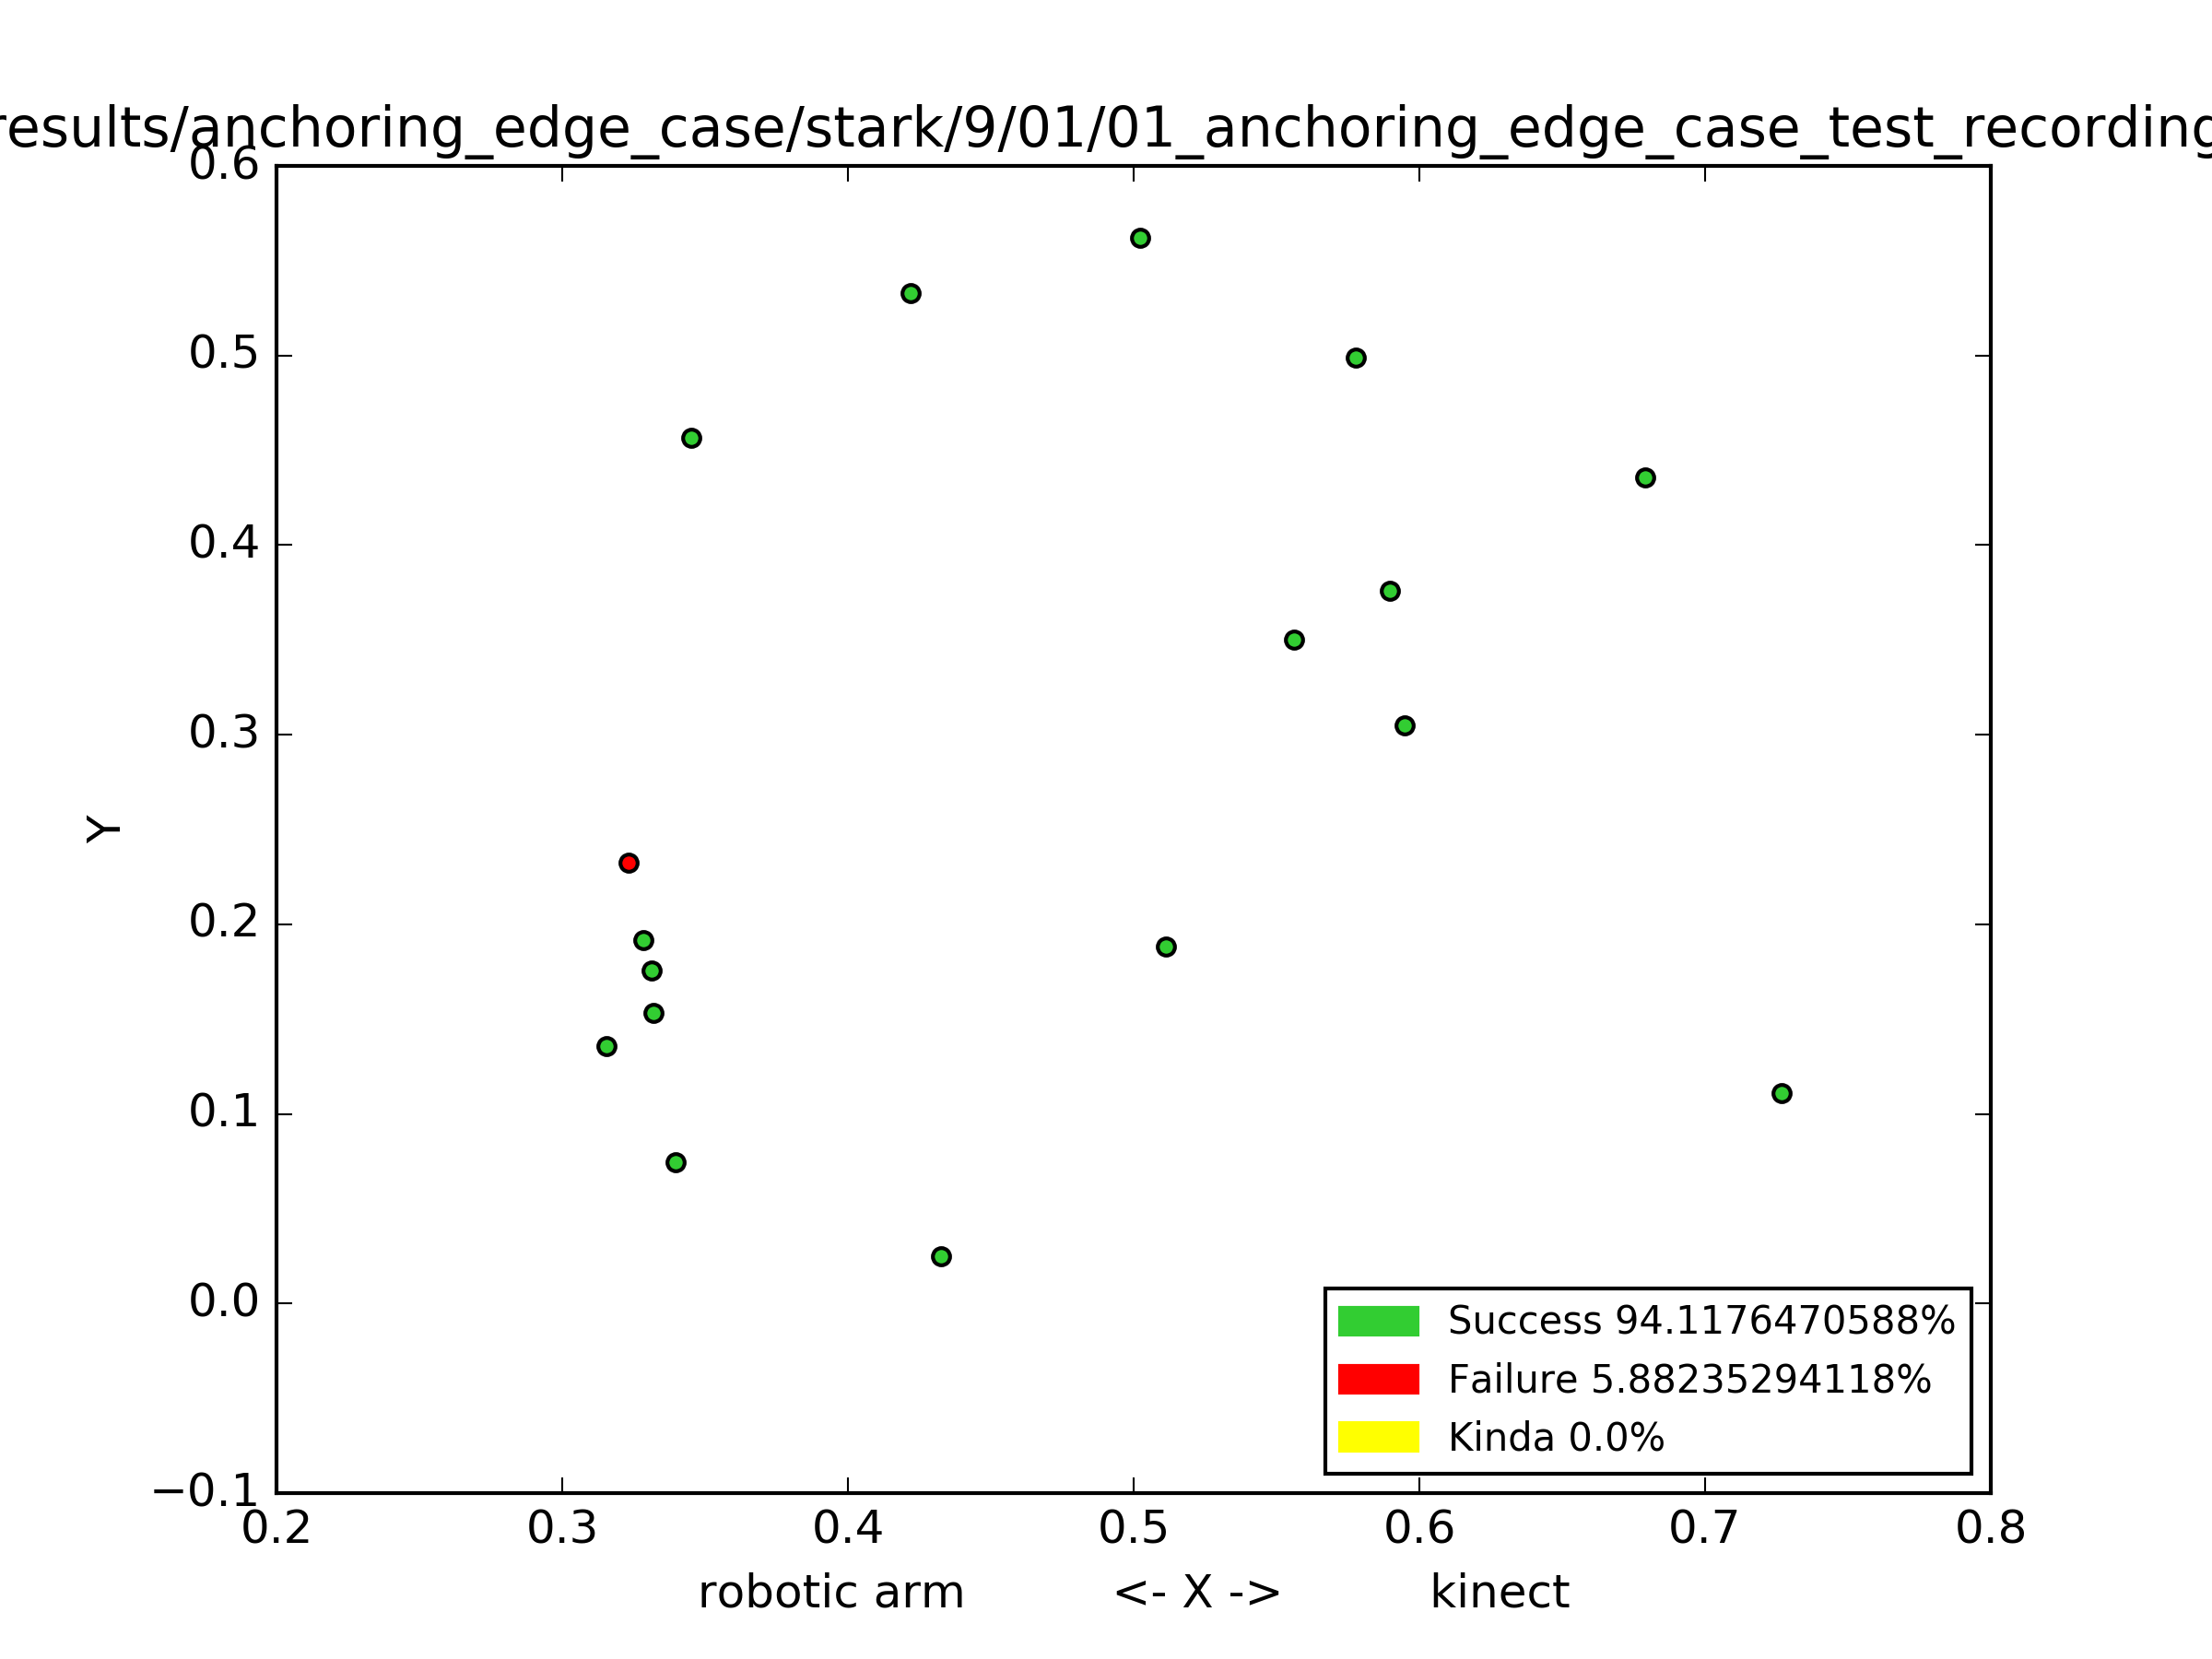 results/anchoring_edge_case/stark/9/01/01_anchoring_edge_case_test_recording
0.6
0.5
0.4
0.3
0.2
0.1
0.0
−0.1
Y
Success 94.1176470588%
Failure 5.88235294118%
Kinda 0.0%
0.2 0.3 0.4 0.5 0.6 0.7 0.8
robotic arm <- X -> kinect